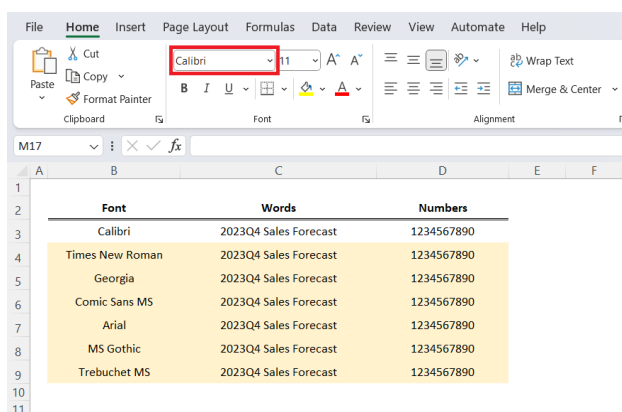 File Home Insert Page Layout Formulas Data Review View Automate Help
Paste
Cut
Copy
Format Painter
Clipboard
Calibri 11 A^ Aˇ
B I U A
Font
ab Wrap Text
Merge & Center
Alignment
M17 fx
A B C D E F
1
2 Font Words Numbers
3 Calibri 2023Q4 Sales Forecast 1234567890
4 Times New Roman 2023Q4 Sales Forecast 1234567890
5 Georgia 2023Q4 Sales Forecast 1234567890
6 Comic Sans MS 2023Q4 Sales Forecast 1234567890
7 Arial 2023Q4 Sales Forecast 1234567890
8 MS Gothic 2023Q4 Sales Forecast 1234567890
9 Trebuchet MS 2023Q4 Sales Forecast 1234567890
10
11